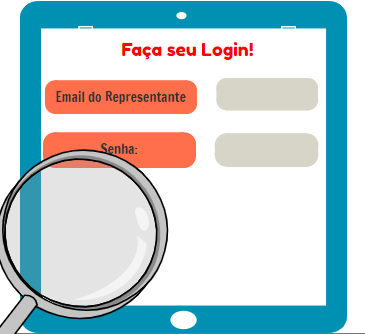 Faça seu Login!
Email do Representante
Senha: